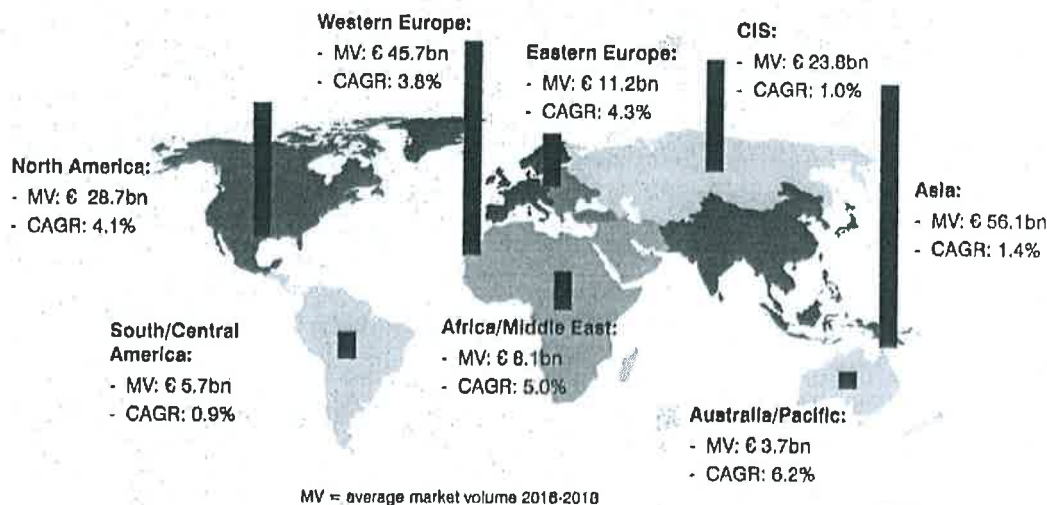 Western Europe:
- MV: € 45.7bn
- CAGR: 3.8%
Eastern Europe:
- MV: € 11.2bn
- CAGR: 4.3%
CIS:
- MV: € 23.8bn
- CAGR: 1.0%
North America:
- MV: € 28.7bn
- CAGR: 4.1%
Asia:
- MV: € 56.1bn
- CAGR: 1.4%
South/Central
America:
- MV: € 5.7bn
- CAGR: 0.9%
Africa/Middle East:
- MV: € 8.1bn
- CAGR: 5.0%
Australia/Pacific:
- MV: € 3.7bn
- CAGR: 6.2%
MV = average market volume